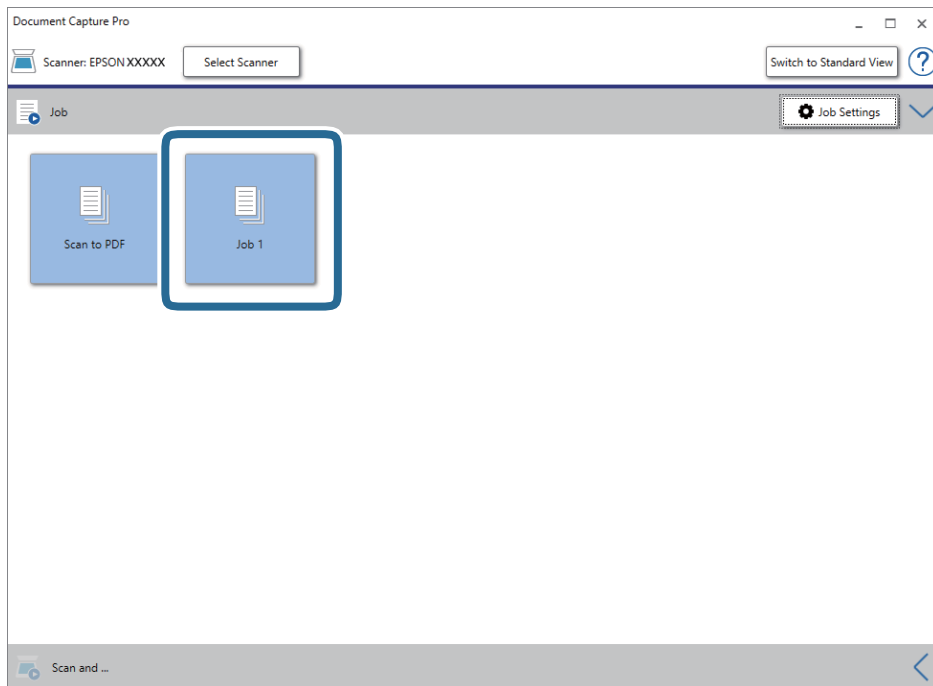 Document Capture Pro
Scanner: EPSON XXXXX
Select Scanner
Switch to Standard View
?
Job
Job Settings
Scan to PDF
Job 1
Scan and ...